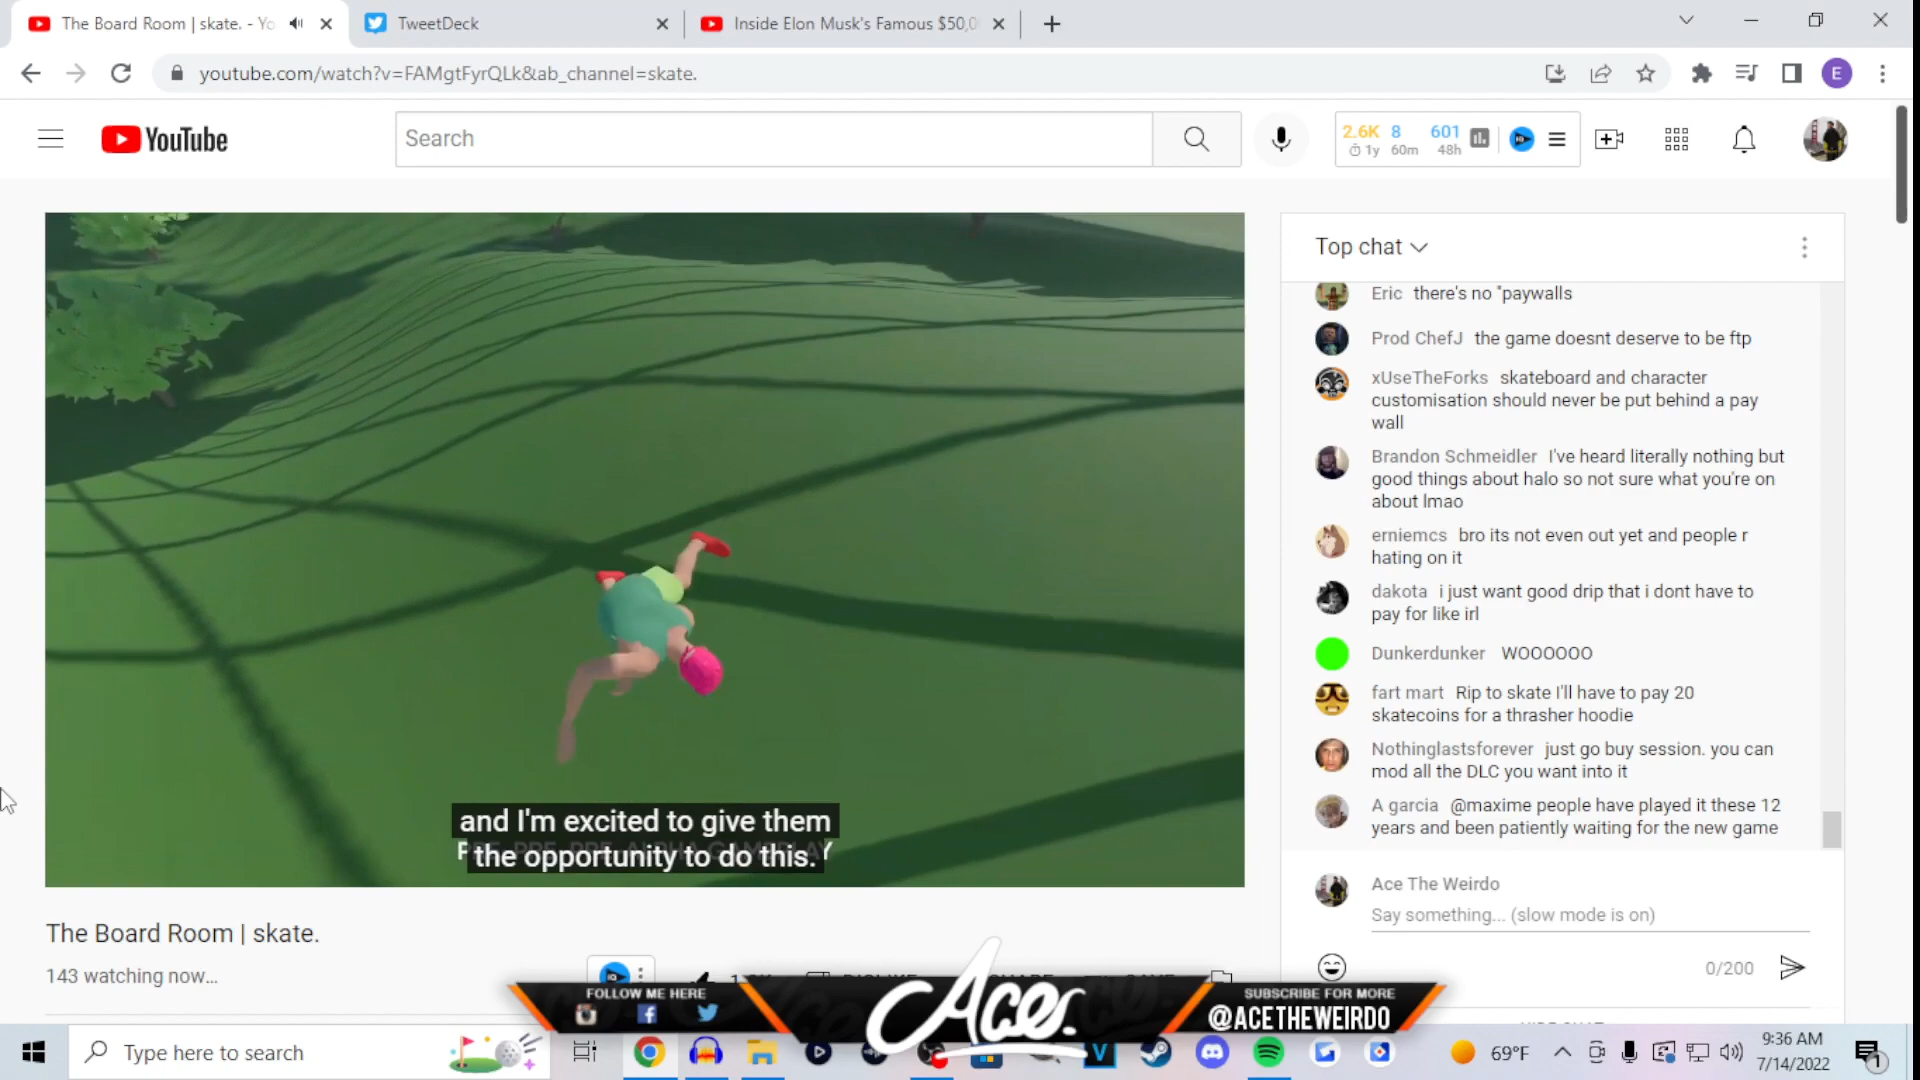 The Board Room | skate. - Yo
TweetDeck
Inside Elon Musk's Famous $50,0
youtube.com/watch?v=FAMgtFyrQLk&ab_channel=skate.
E
YouTube
Search
2.6K 8 601
1y 60m 48h
Top chat
Eric there's no "paywalls
Prod ChefJ the game doesnt deserve to be ftp
xUseTheForks skateboard and character
customisation should never be put behind a pay
wall
Brandon Schmeidler I've heard literally nothing but
good things about halo so not sure what you're on
about lmao
erniemcs bro its not even out yet and people r
hating on it
dakota i just want good drip that i dont have to
pay for like irl
Dunkerdunker WOOOOOO
fart mart Rip to skate I'll have to pay 20
skatecoins for a thrasher hoodie
Nothinglastsforever just go buy session. you can
mod all the DLC you want into it
A garcia @maxime people have played it these 12
years and been patiently waiting for the new game
Ace The Weirdo
Say something... (slow mode is on)
0/200
and I'm excited to give them
the opportunity to do this.
The Board Room | skate.
143 watching now...
FOLLOW ME HERE
Aces.
SUBSCRIBE FOR MORE
@ACETHEWEIRDO
Type here to search
69°F
9:36 AM
7/14/2022
1